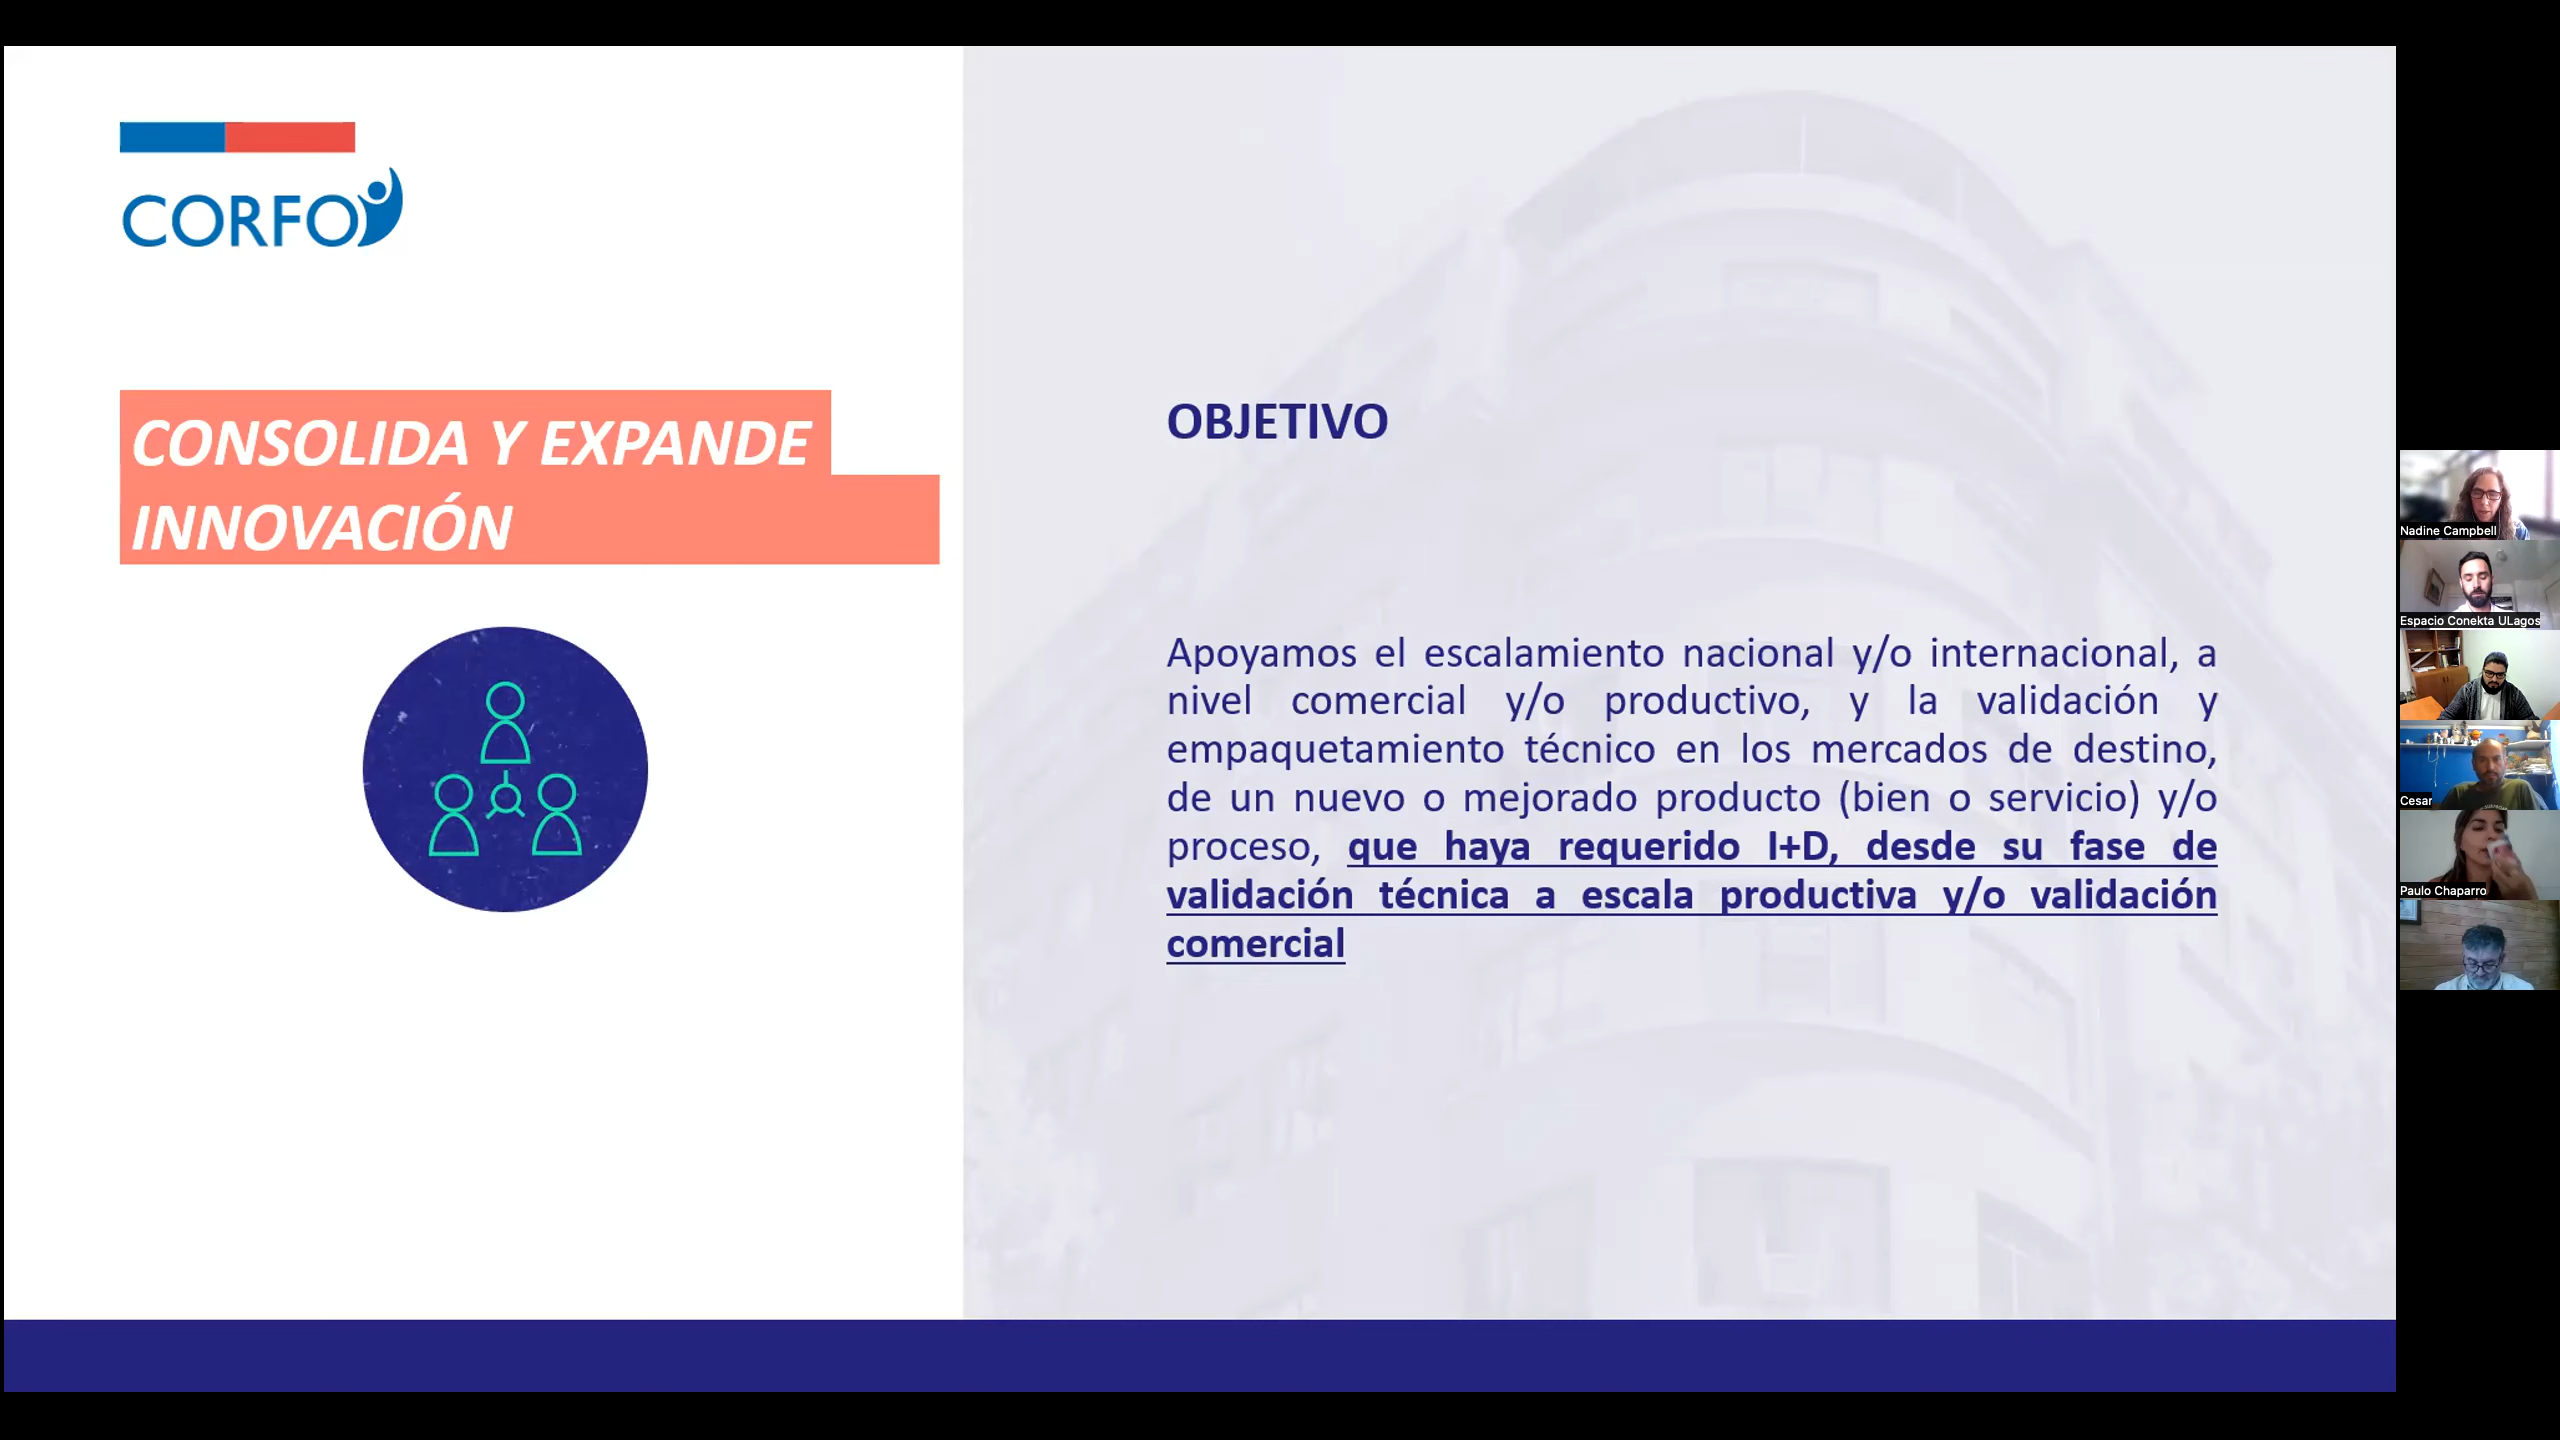 CORFO
CONSOLIDA Y EXPANDE
INNOVACIÓN
OBJETIVO
Apoyamos el escalamiento nacional y/o internacional, a
nivel comercial y/o productivo, y la validación y
empaquetamiento técnico en los mercados de destino,
de un nuevo o mejorado producto (bien o servicio) y/o
proceso, que haya requerido I+D, desde su fase de
validación técnica a escala productiva y/o validación
comercial
Nadine Campbell
Espacio Conekta ULagos
Cesar
Paulo Chaparro